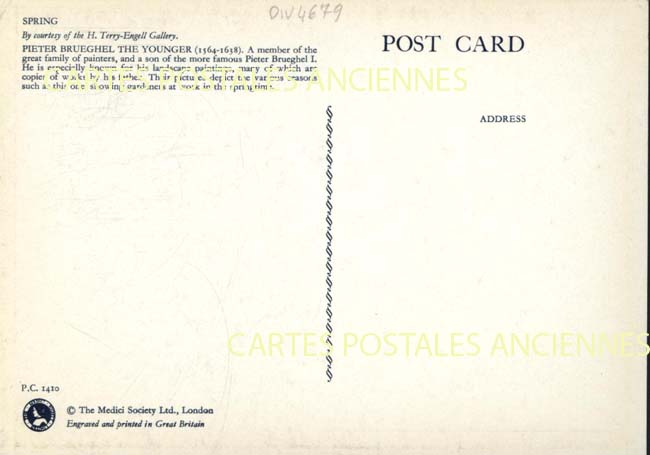 DIV4679
SPRING
By courtesy of the H. Terry-Engell Gallery.
PIETER BRUEGHEL THE YOUNGER (1564-1638). A member of the
great family of painters, and a son of the more famous Pieter Brueghel I.
He is especially known for his landscape paintings, many of which are
copies of works by his father. Their pictures depict the various seasons
such as this one showing gardeners at work in the springtime.
POST CARD
CARTES POSTALES ANCIENNES
ADDRESS
CARTES POSTALES ANCIENNES
P.C. 1410
© The Medici Society Ltd., London
Engraved and printed in Great Britain